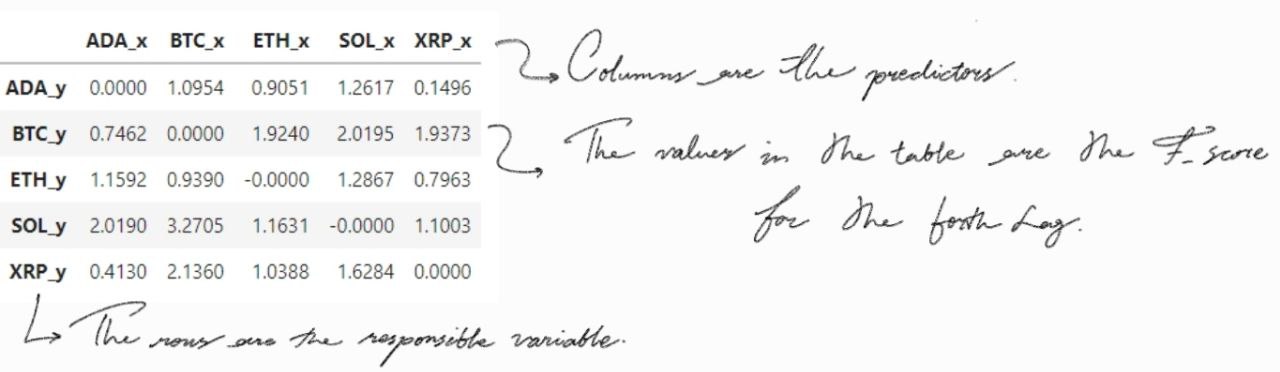 ADA_x BTC_x ETH_x SOL_x XRP_x
ADA_y 0.0000 1.0954 0.9051 1.2617 0.1496
BTC_y 0.7462 0.0000 1.9240 2.0195 1.9373
ETH_y 1.1592 0.9390 -0.0000 1.2867 0.7963
SOL_y 2.0190 3.2705 1.1631 -0.0000 1.1003
XRP_y 0.4130 2.1360 1.0388 1.6284 0.0000
Columns are the predictors.
The values in the table are the F_score
for the forth Lag.
The rows are the responsible variable.